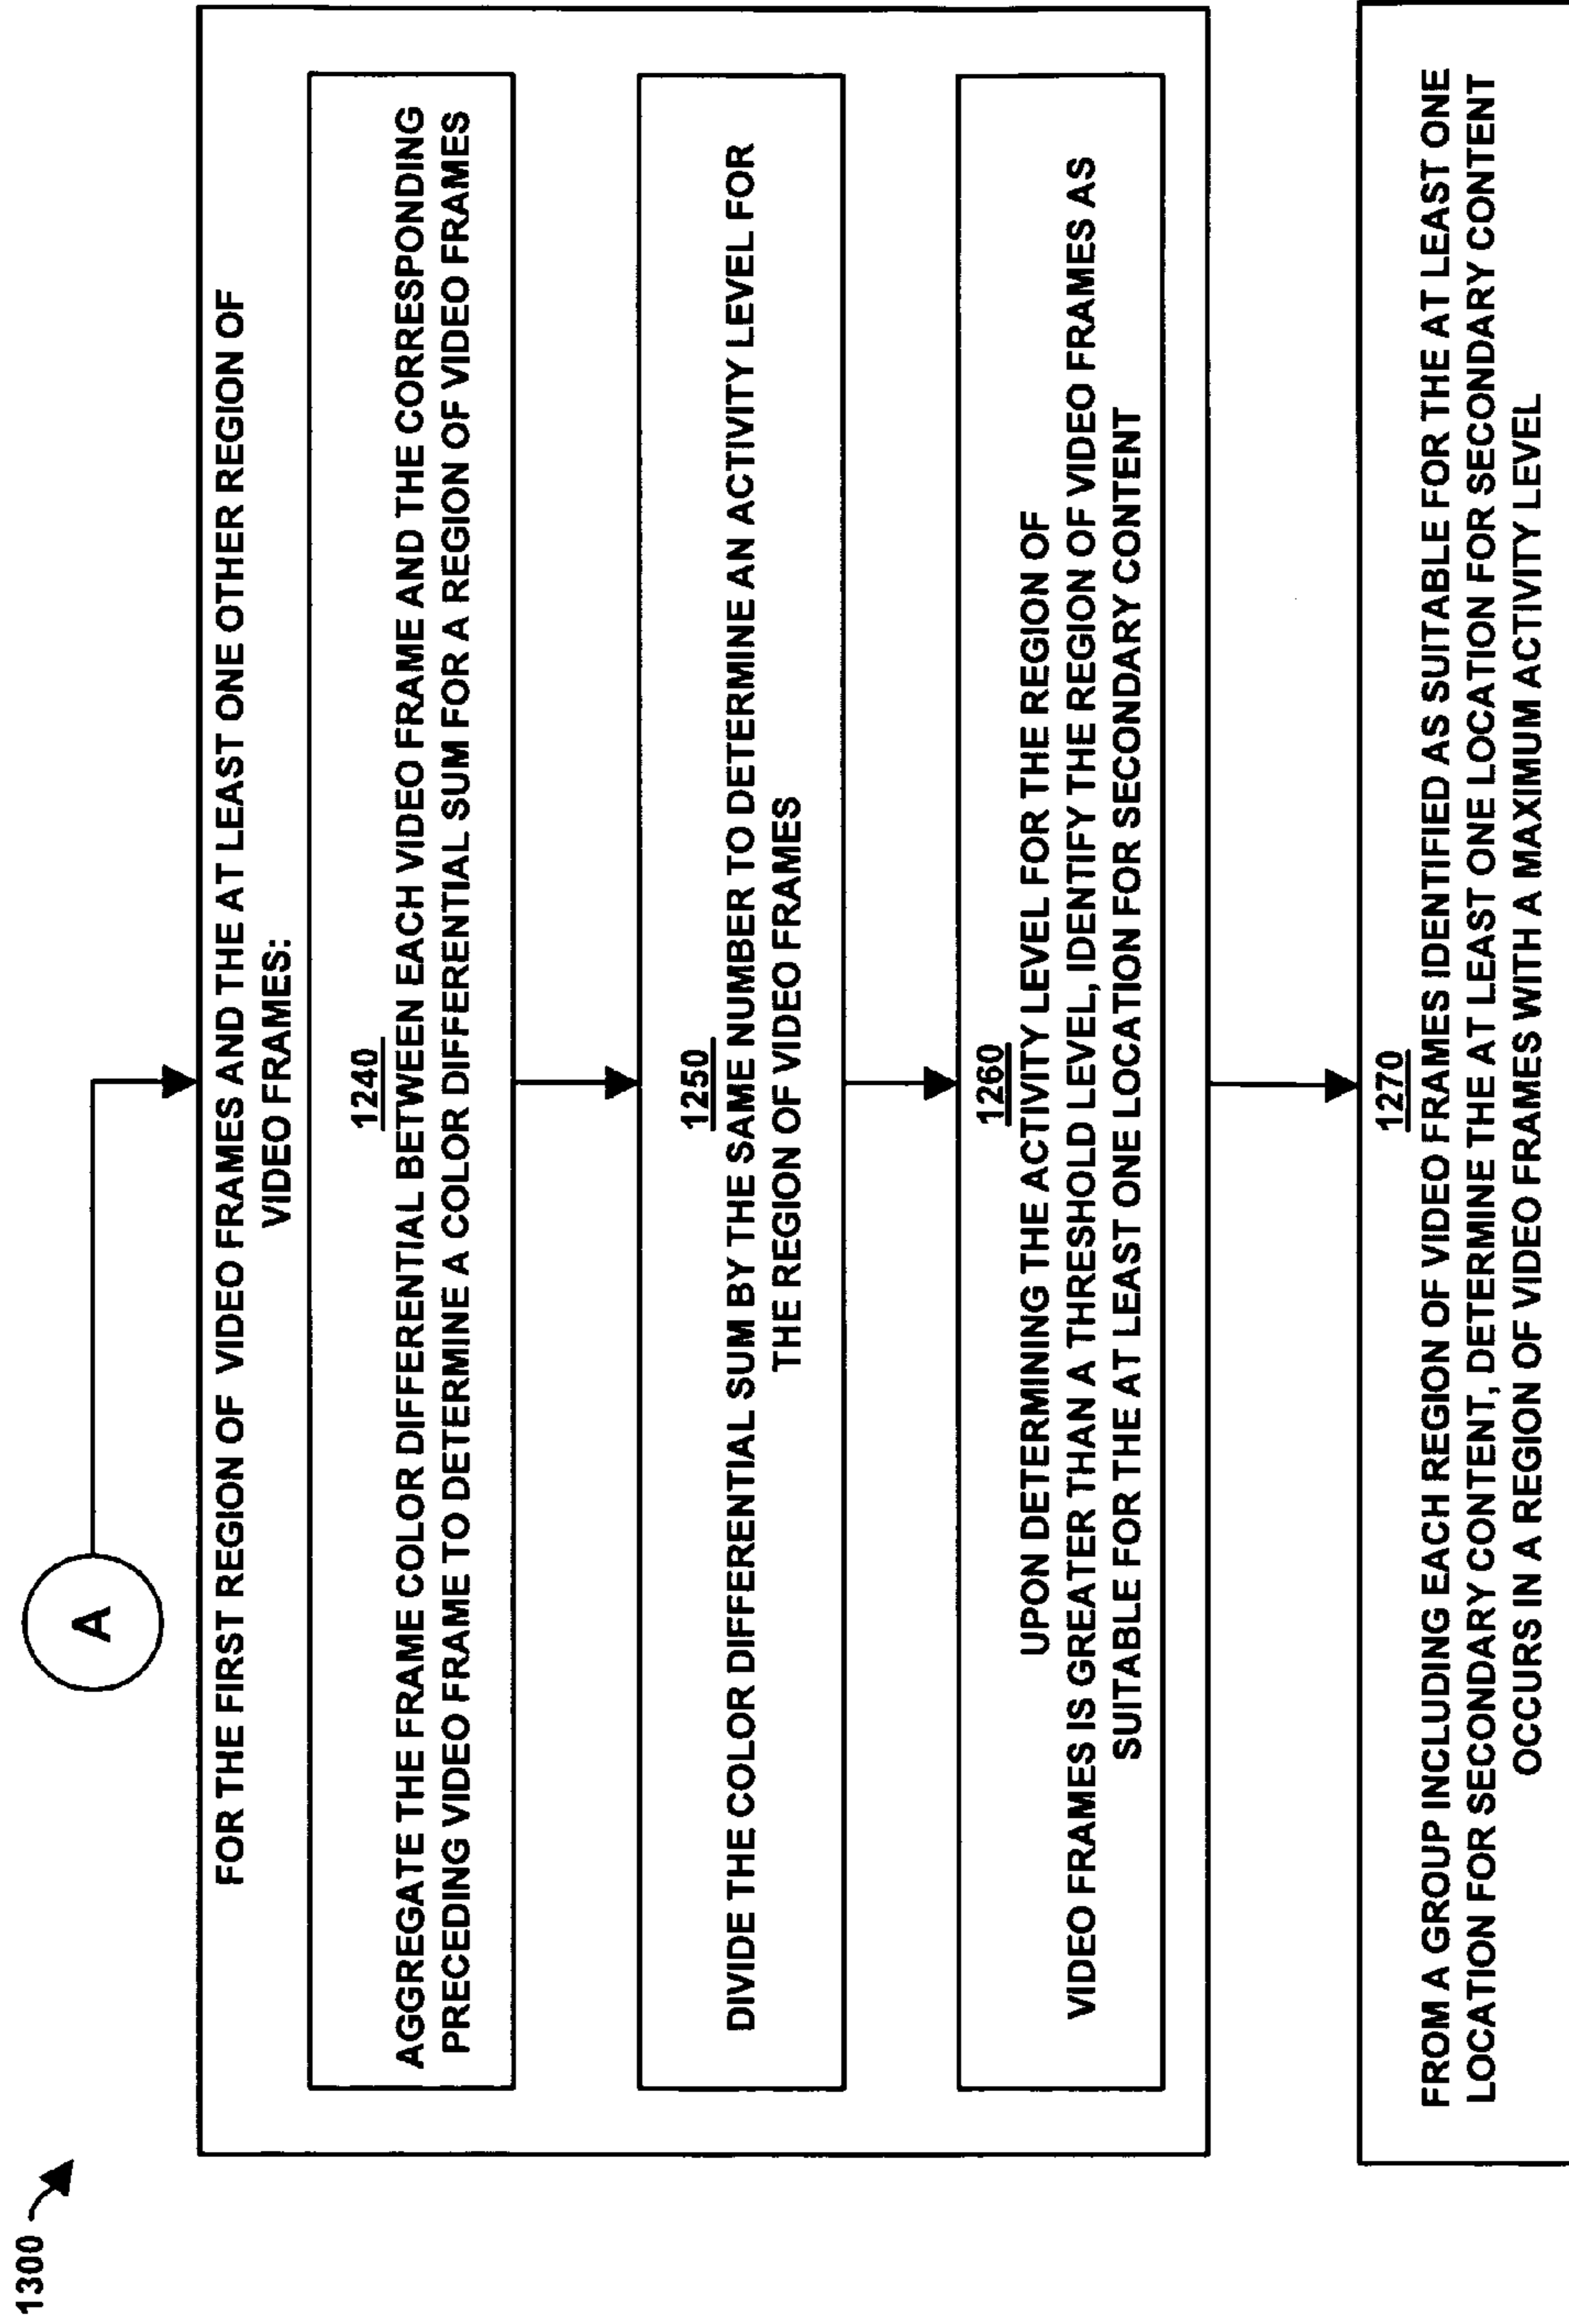 1300
A
FOR THE FIRST REGION OF VIDEO FRAMES AND THE AT LEAST ONE OTHER REGION OF
VIDEO FRAMES:
1240
AGGREGATE THE FRAME COLOR DIFFERENTIAL BETWEEN EACH VIDEO FRAME AND THE CORRESPONDING
PRECEDING VIDEO FRAME TO DETERMINE A COLOR DIFFERENTIAL SUM FOR A REGION OF VIDEO FRAMES
1250
DIVIDE THE COLOR DIFFERENTIAL SUM BY THE SAME NUMBER TO DETERMINE AN ACTIVITY LEVEL FOR
THE REGION OF VIDEO FRAMES
1260
UPON DETERMINING THE ACTIVITY LEVEL FOR THE REGION OF
VIDEO FRAMES IS GREATER THAN A THRESHOLD LEVEL, IDENTIFY THE REGION OF VIDEO FRAMES AS
SUITABLE FOR THE AT LEAST ONE LOCATION FOR SECONDARY CONTENT
1270
FROM A GROUP INCLUDING EACH REGION OF VIDEO FRAMES IDENTIFIED AS SUITABLE FOR THE AT LEAST ONE
LOCATION FOR SECONDARY CONTENT, DETERMINE THE AT LEAST ONE LOCATION FOR SECONDARY CONTENT
OCCURS IN A REGION OF VIDEO FRAMES WITH A MAXIMUM ACTIVITY LEVEL